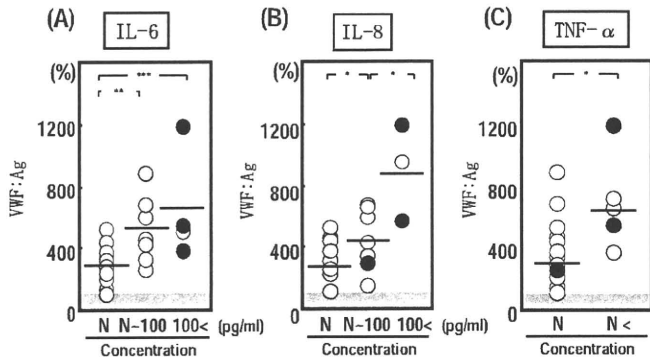 (A) IL-6
(B) IL-8
(C) TNF-α
(%)
***
**
1200
800
400
0
VWF:Ag
N N~100 100< (pg/ml)
Concentration
(%)
* *
1200
800
400
0
VWF:Ag
N N~100 100< (pg/ml)
Concentration
(%)
*
1200
800
400
0
VWF:Ag
N N<
Concentration